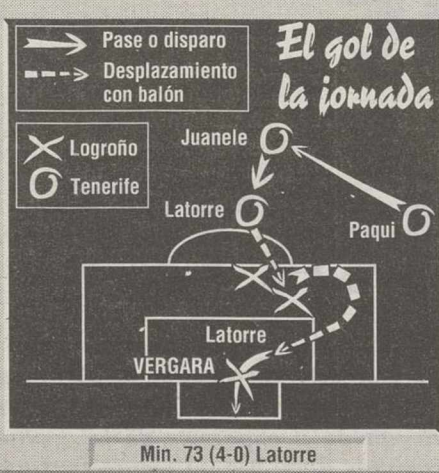 Pase o disparo
Desplazamiento
con balón
El gol de
la jornada
Logroño
Tenerife
Juanele
Latorre
Paqui
Latorre
VERGARA
Min. 73 (4-0) Latorre